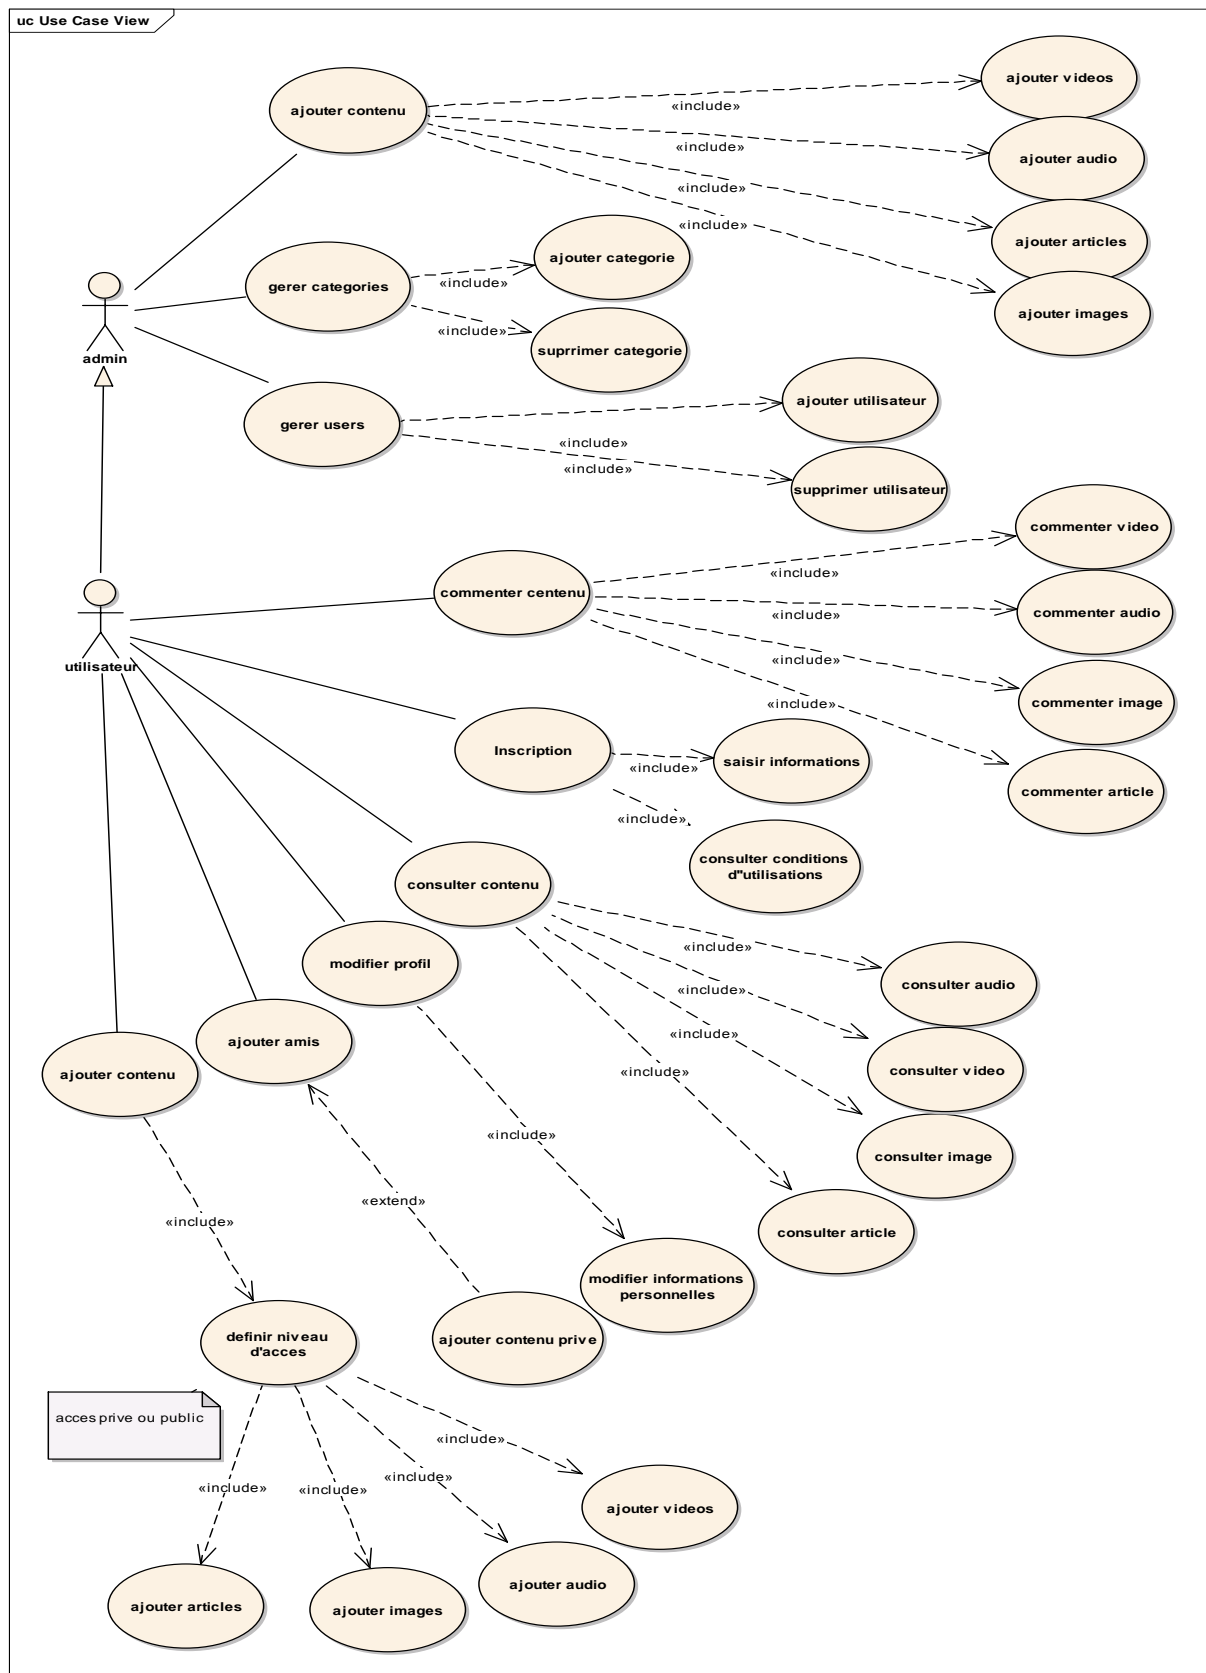 uc Use Case View
ajouter contenu
«include»
ajouter videos
«include»
ajouter audio
«include»
ajouter articles
«include»
ajouter images
gerer categories
«include»
ajouter categorie
«include»
suprrimer categorie
admin
gerer users
«include»
ajouter utilisateur
«include»
supprimer utilisateur
utilisateur
commenter centenu
«include»
commenter video
«include»
commenter audio
«include»
commenter image
«include»
commenter article
Inscription
«include»
saisir informations
«include»
consulter conditions
d"utilisations
consulter contenu
«include»
consulter audio
«include»
consulter video
«include»
consulter image
«include»
consulter article
modifier profil
«include»
modifier informations
personnelles
ajouter amis
«extend»
ajouter contenu prive
ajouter contenu
«include»
definir niveau
d'acces
acces prive ou public
«include»
ajouter articles
«include»
ajouter images
«include»
ajouter audio
«include»
ajouter videos